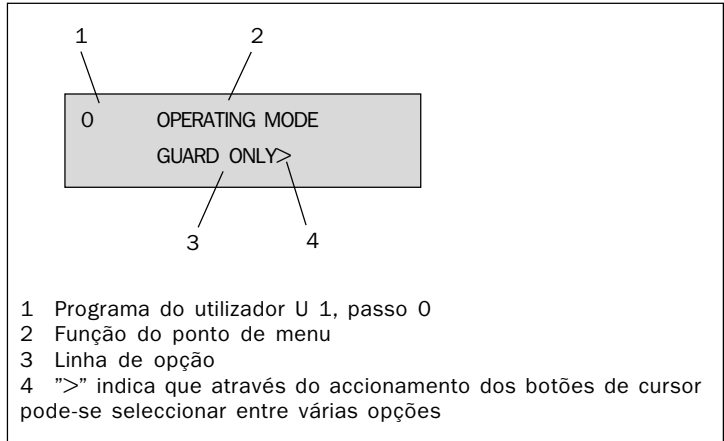 1 2
0 OPERATING MODE
GUARD ONLY>
3 4
1 Programa do utilizador U 1, passo 0
2 Função do ponto de menu
3 Linha de opção
4 ”>” indica que através do accionamento dos botões de cursor
pode-se seleccionar entre várias opções